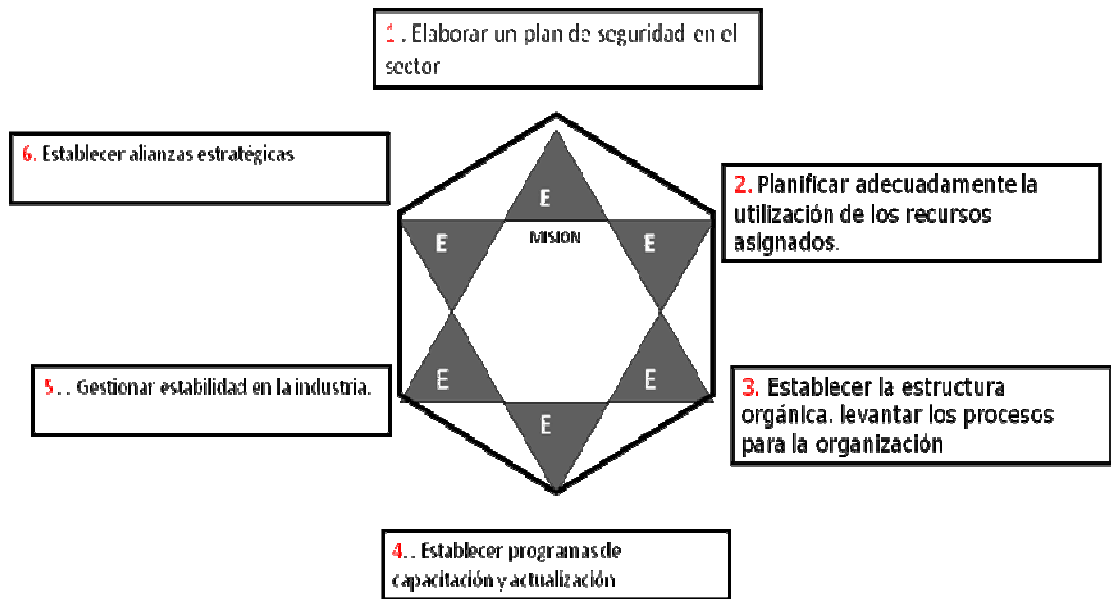 1. . Elaborar un plan de seguridad en el
sector
6. Establecer alianzas estratégicas
2. Planificar adecuadamente la
utilización de los recursos
asignados.
E
E
MISION
E
5. . Gestionar estabilidad en la industria.
E
E
3. Establecer la estructura
orgánica. levantar los procesos
para la organización
E
4. . Establecer programas de
capacitación y actualización